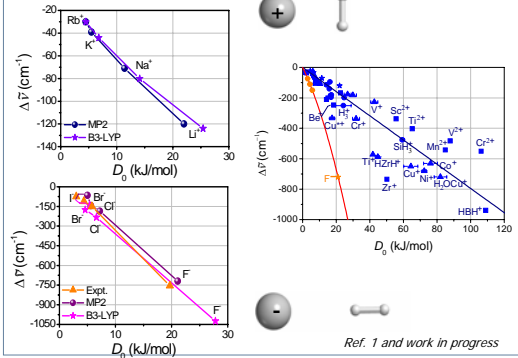 Δ ν̃ (cm⁻¹)
0
-20
-40
-60
-80
-100
-120
-140
Rb⁺
K⁺
Na⁺
Li⁺
MP2
B3-LYP
0 5 10 15 20 25 30
D₀ (kJ/mol)
+
Δ ν̃ (cm⁻¹)
0
-150
-300
-450
-600
-750
-900
-1050
I⁻ Br⁻
Cl⁻
Br⁻
Cl⁻
F⁻
F⁻
Expt.
MP2
B3-LYP
0 10 20 30
D₀ (kJ/mol)
Δν̃ (cm⁻¹)
-200
-400
-600
-800
-1000
H₃⁺ V⁺ Sc²⁺
Be⁺
Cu⁺⁺ Cr⁺ Ti²⁺
V²⁺
SiH₃⁺ Mn²⁺ Cr²⁺
Ti⁺ HZrH⁺ Co⁺
Cu⁺
F⁻ Zr⁺ Ni⁺ H₂OCu⁺
HBH⁺
0 20 40 60 80 100 120
D₀ (kJ/mol)
-
Ref. 1 and work in progress